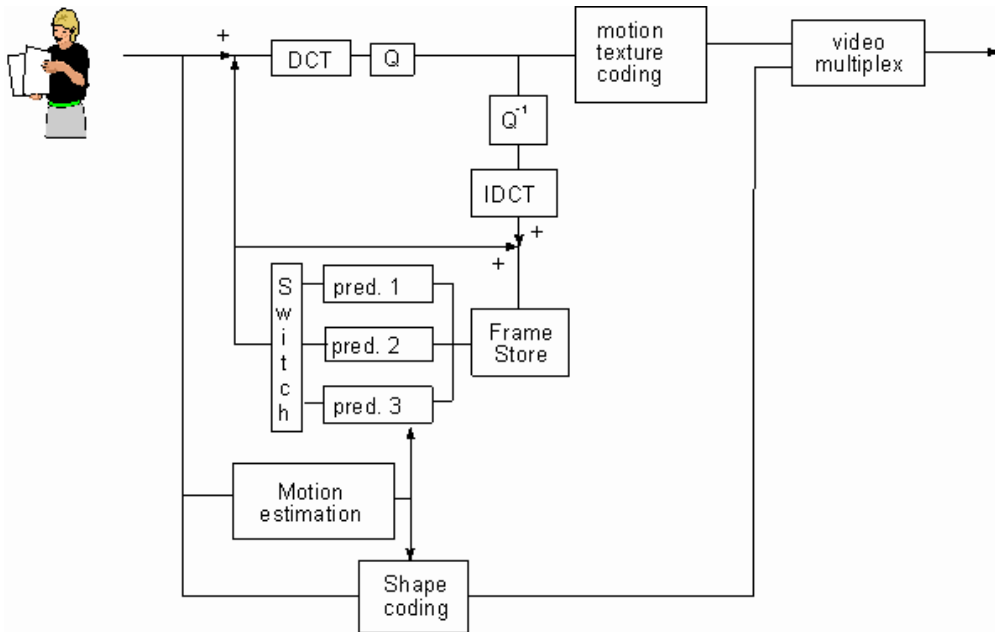 +
DCT
Q
motion
texture
coding
video
multiplex
Q-1
IDCT
+
+
Switch
pred. 1
pred. 2
pred. 3
Frame
Store
Motion
estimation
Shape
coding